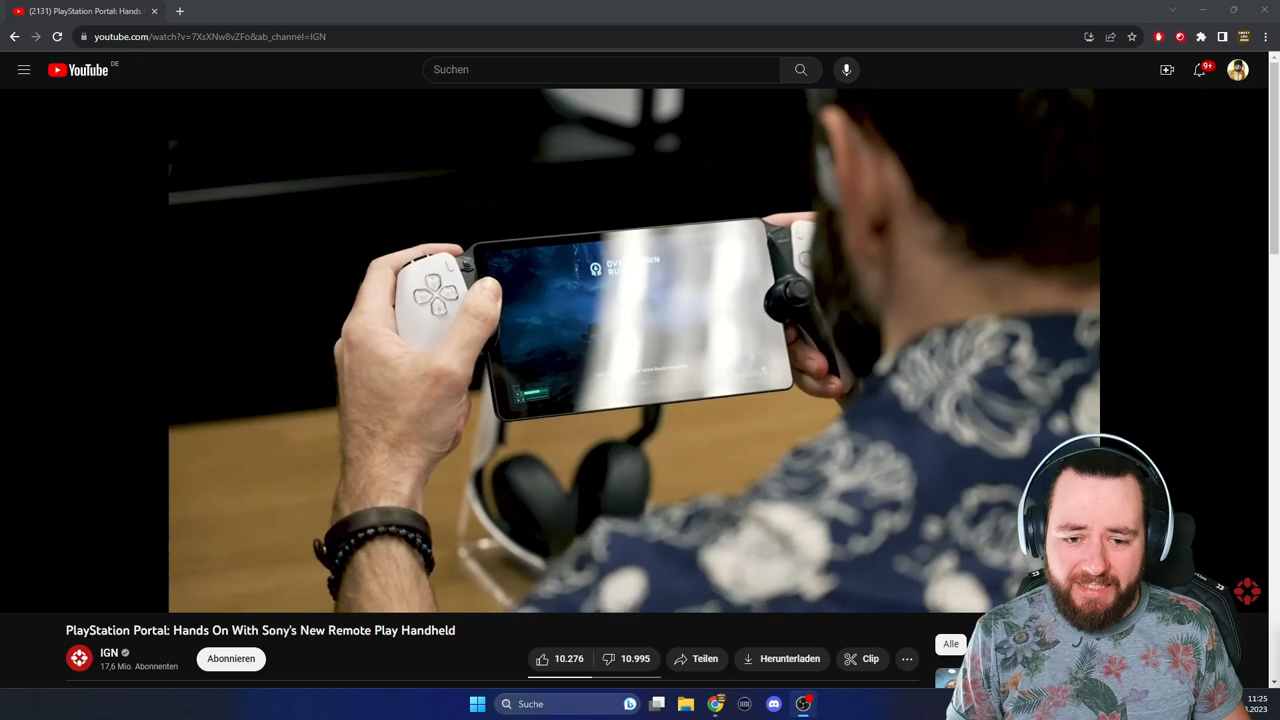 (2131) PlayStation Portal: Hands
youtube.com/watch?v=7XsXNw8vZFo&ab_channel=IGN
YouTube DE
Suchen
9+
PlayStation Portal: Hands On With Sony's New Remote Play Handheld
IGN
17,6 Mio. Abonnenten
Abonnieren
10.276
10.995
Teilen
Herunterladen
Clip
Alle
Suche
11:25
.2023